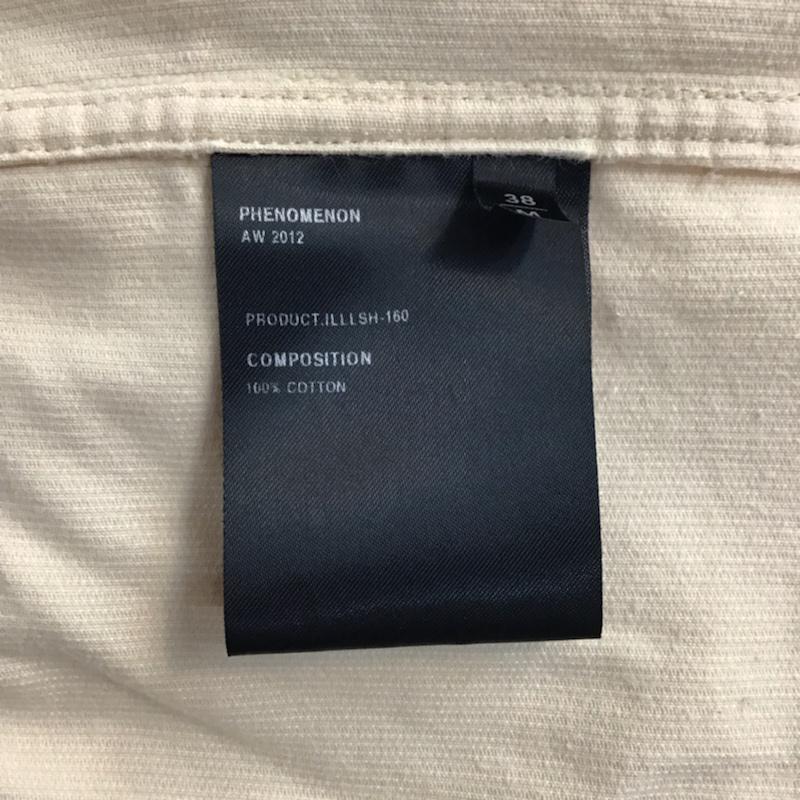 38
M
PHENOMENON
AW 2012
PRODUCT.ILLLSH-160
COMPOSITION
100% COTTON